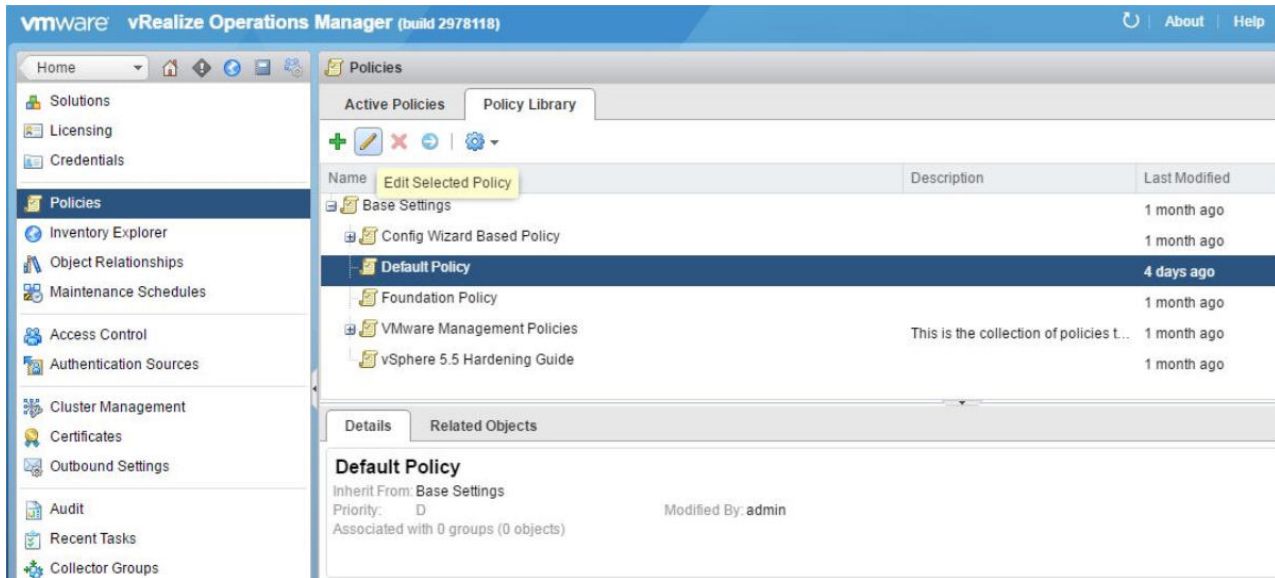 vmware vRealize Operations Manager (build 2978118) About Help
Home
Solutions
Licensing
Credentials
Policies
Inventory Explorer
Object Relationships
Maintenance Schedules
Access Control
Authentication Sources
Cluster Management
Certificates
Outbound Settings
Audit
Recent Tasks
Collector Groups
Policies
Active Policies Policy Library
Edit Selected Policy
Name Description Last Modified
Base Settings 1 month ago
Config Wizard Based Policy 1 month ago
Default Policy 4 days ago
Foundation Policy 1 month ago
VMware Management Policies This is the collection of policies t... 1 month ago
vSphere 5.5 Hardening Guide 1 month ago
Details Related Objects
Default Policy
Inherit From: Base Settings
Priority: D Modified By: admin
Associated with 0 groups (0 objects)